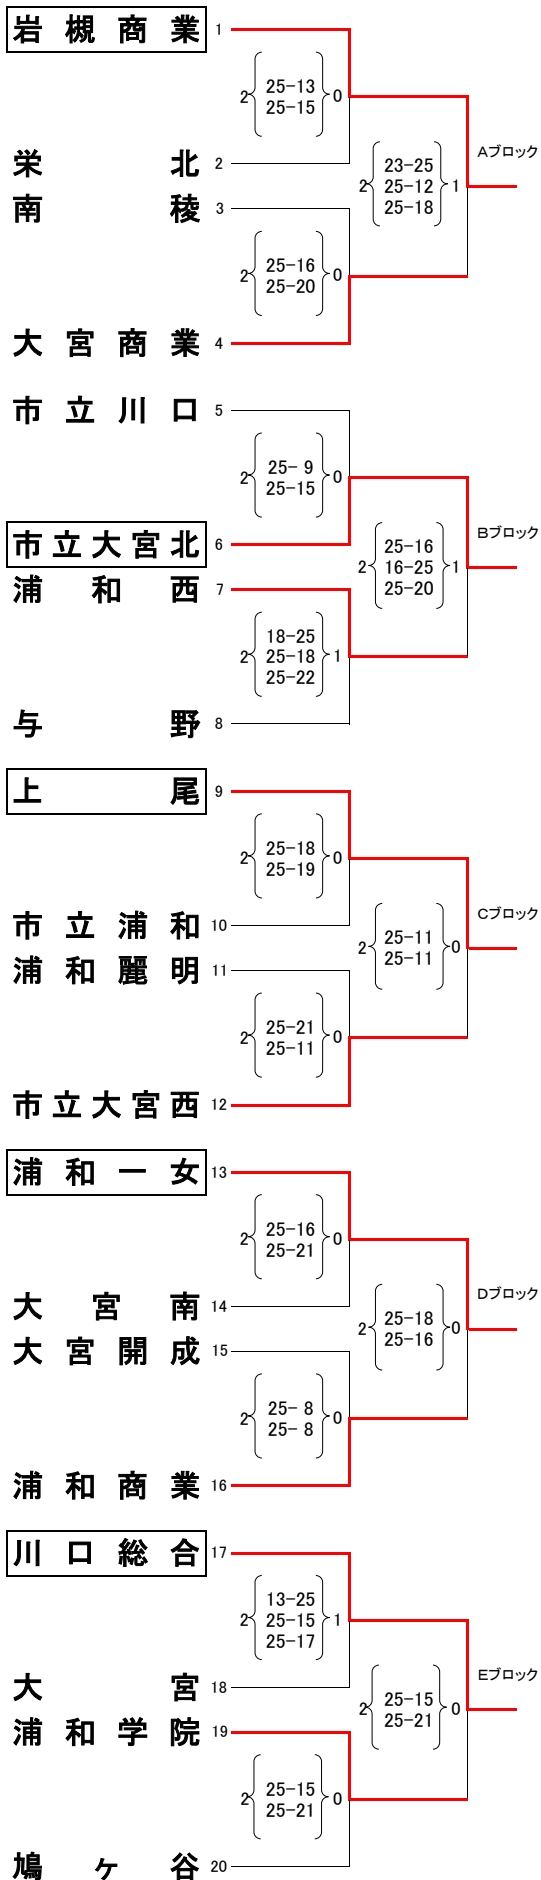 岩槻商業 1
2 25-13 0
25-15
Aブロック
栄北 2
2 23-25 1
25-12
25-18
南稜 3
2 25-16 0
25-20
大宮商業 4
市立川口 5
2 25- 9 0
25-15
Bブロック
市立大宮北 6
2 25-16 1
16-25
25-20
浦和西 7
2 18-25 1
25-18
25-22
与野 8
上尾 9
2 25-18 0
25-19
Cブロック
市立浦和 10
2 25-11 0
25-11
浦和麗明 11
2 25-21 0
25-11
市立大宮西 12
浦和一女 13
2 25-16 0
25-21
Dブロック
大宮南 14
2 25-18 0
25-16
大宮開成 15
2 25- 8 0
25- 8
浦和商業 16
川口総合 17
2 13-25 1
25-15
25-17
Eブロック
大宮 18
2 25-15 0
25-21
浦和学院 19
2 25-15 0
25-21
鳩ヶ谷 20